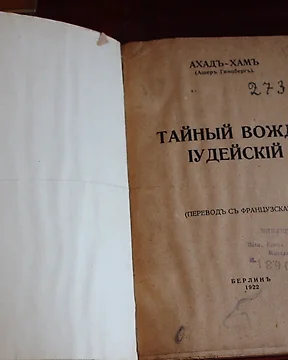 АХАДЪ-ХАМЪ
(Ашеръ Гинцбергъ).
273
ТАЙНЫЙ ВОЖД
ІУДЕЙСКІЙ
(ПЕРЕВОДЪ СЪ ФРАНЦУЗСКА
БЕРЛИНЪ
1922